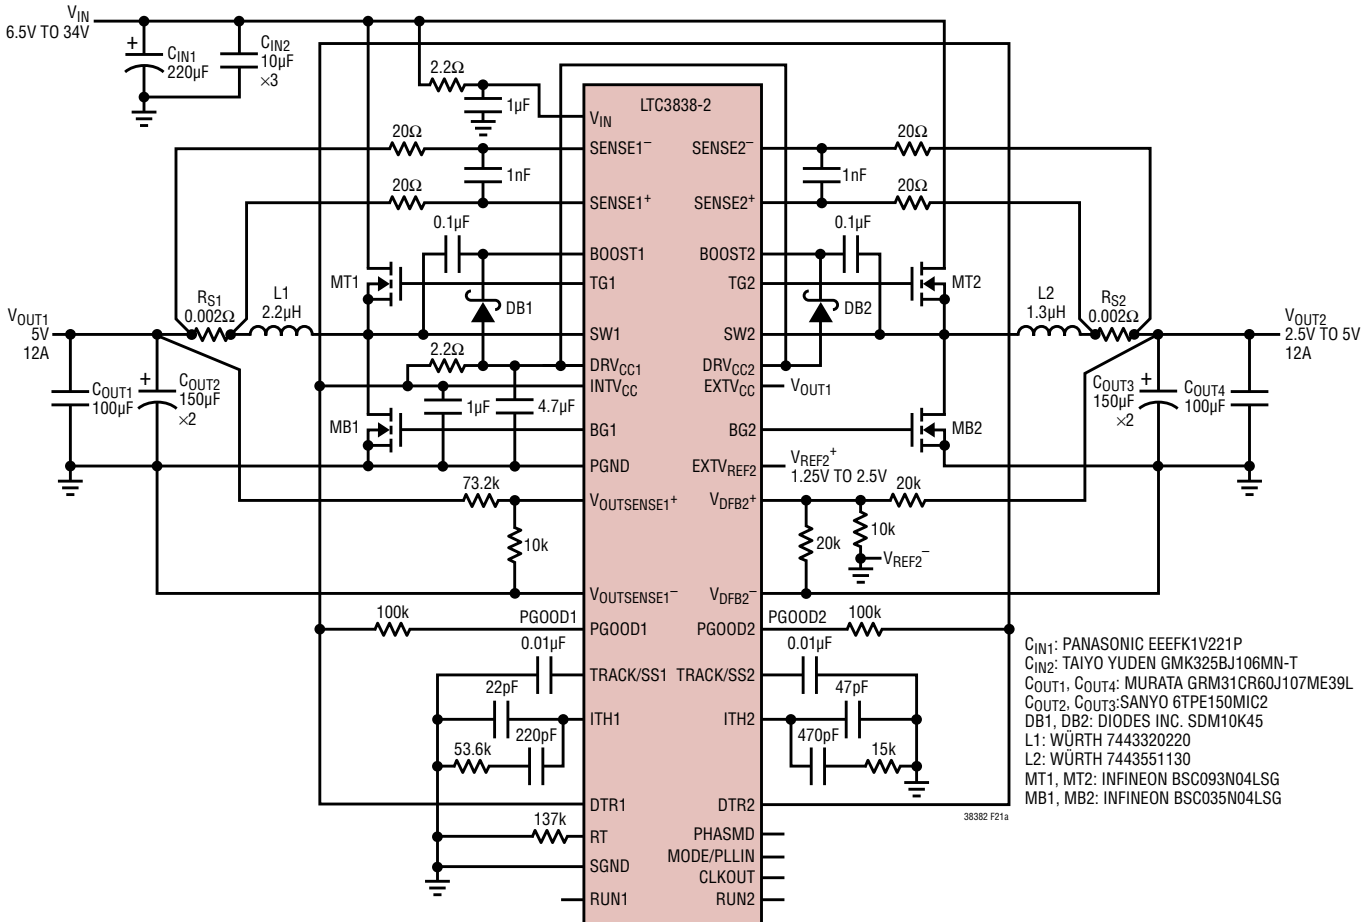 VIN
6.5V TO 34V
+
CIN1
220µF
CIN2
10µF
×3
2.2Ω
1µF
LTC3838-2
VIN
20Ω
SENSE1–
SENSE2–
20Ω
1nF
1nF
20Ω
SENSE1+
SENSE2+
20Ω
0.1µF
0.1µF
BOOST1
BOOST2
MT1
TG1
TG2
MT2
DB1
DB2
VOUT1
5V
12A
RS1
0.002Ω
L1
2.2µH
SW1
SW2
L2
1.3µH
RS2
0.002Ω
VOUT2
2.5V TO 5V
12A
2.2Ω
DRVCC1
DRVCC2
INTVCC
EXTVCC
VOUT1
COUT1
100µF
+
COUT2
150µF
×2
1µF
4.7µF
COUT3
150µF
×2
+
COUT4
100µF
MB1
BG1
BG2
MB2
PGND
EXTVREF2
VREF2+
1.25V TO 2.5V
73.2k
VOUTSENSE1+
VDFB2+
20k
10k
20k
10k
VREF2–
VOUTSENSE1–
VDFB2–
100k
PGOOD1
PGOOD1
PGOOD2
PGOOD2
100k
0.01µF
0.01µF
TRACK/SS1
TRACK/SS2
22pF
47pF
ITH1
ITH2
220pF
53.6k
470pF
15k
DTR1
DTR2
137k
RT
PHASMD
MODE/PLLIN
SGND
CLKOUT
RUN1
RUN2
38382 F21a
CIN1: PANASONIC EEEFK1V221P
CIN2: TAIYO YUDEN GMK325BJ106MN-T
COUT1, COUT4: MURATA GRM31CR60J107ME39L
COUT2, COUT3:SANYO 6TPE150MIC2
DB1, DB2: DIODES INC. SDM10K45
L1: WÜRTH 7443320220
L2: WÜRTH 7443551130
MT1, MT2: INFINEON BSC093N04LSG
MB1, MB2: INFINEON BSC035N04LSG